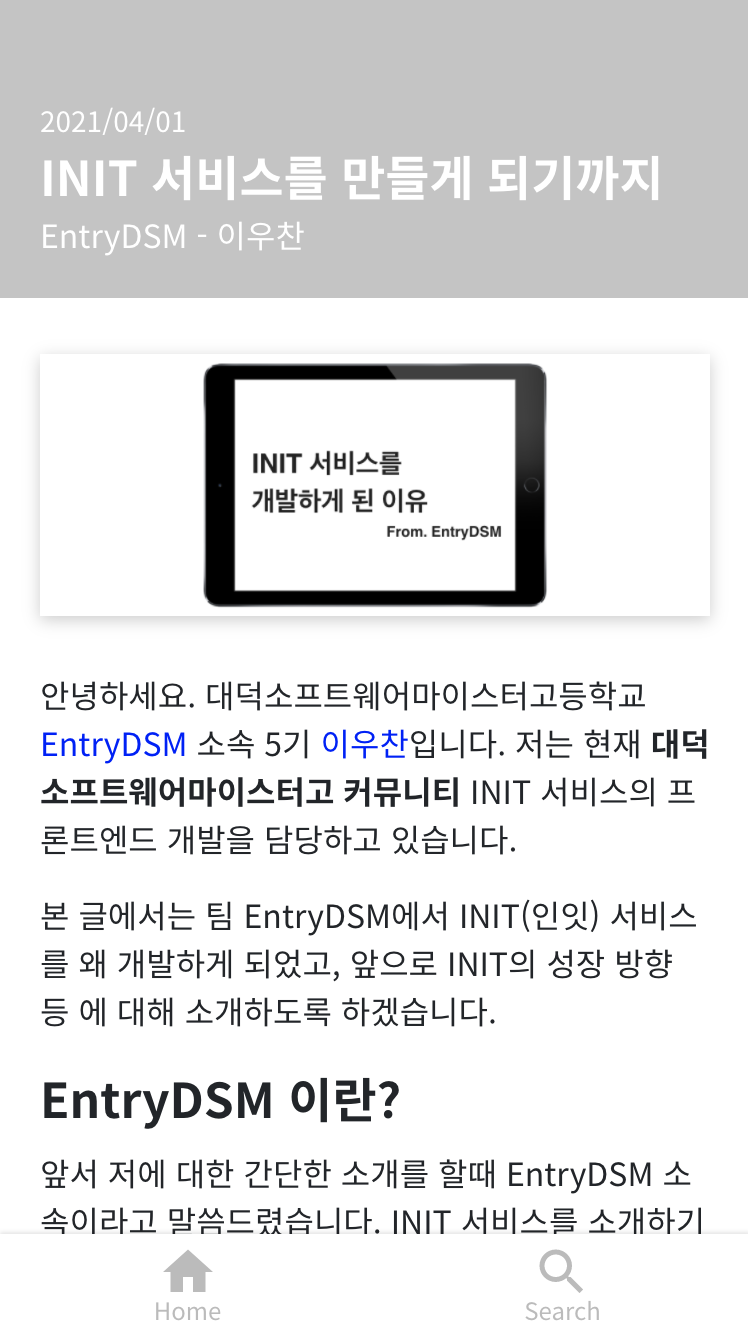 2021/04/01
INIT 서비스를 만들게 되기까지
EntryDSM - 이우찬
INIT 서비스를
개발하게 된 이유
From. EntryDSM
안녕하세요. 대덕소프트웨어마이스터고등학교
EntryDSM 소속 5기 이우찬입니다. 저는 현재 대덕
소프트웨어마이스터고 커뮤니티 INIT 서비스의 프
론트엔드 개발을 담당하고 있습니다.
본 글에서는 팀 EntryDSM에서 INIT(인잇) 서비스
를 왜 개발하게 되었고, 앞으로 INIT의 성장 방향
등 에 대해 소개하도록 하겠습니다.
EntryDSM 이란?
앞서 저에 대한 간단한 소개를 할때 EntryDSM 소
속이라고 말씀드렸습니다. INIT 서비스를 소개하기
Home
Search